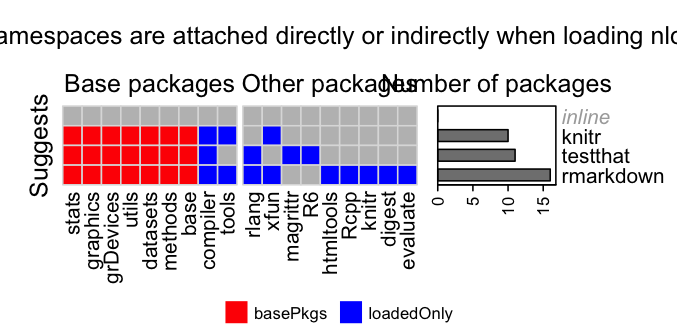 amespaces are attached directly or indirectly when loading nlo
Base packages
Other packages
Number of packages
Suggests
inline
knitr
testthat
rmarkdown
stats
graphics
grDevices
utils
datasets
methods
base
compiler
tools
rlang
xfun
magrittr
R6
htmltools
Rcpp
knitr
digest
evaluate
0
5
10
15
basePkgs
loadedOnly